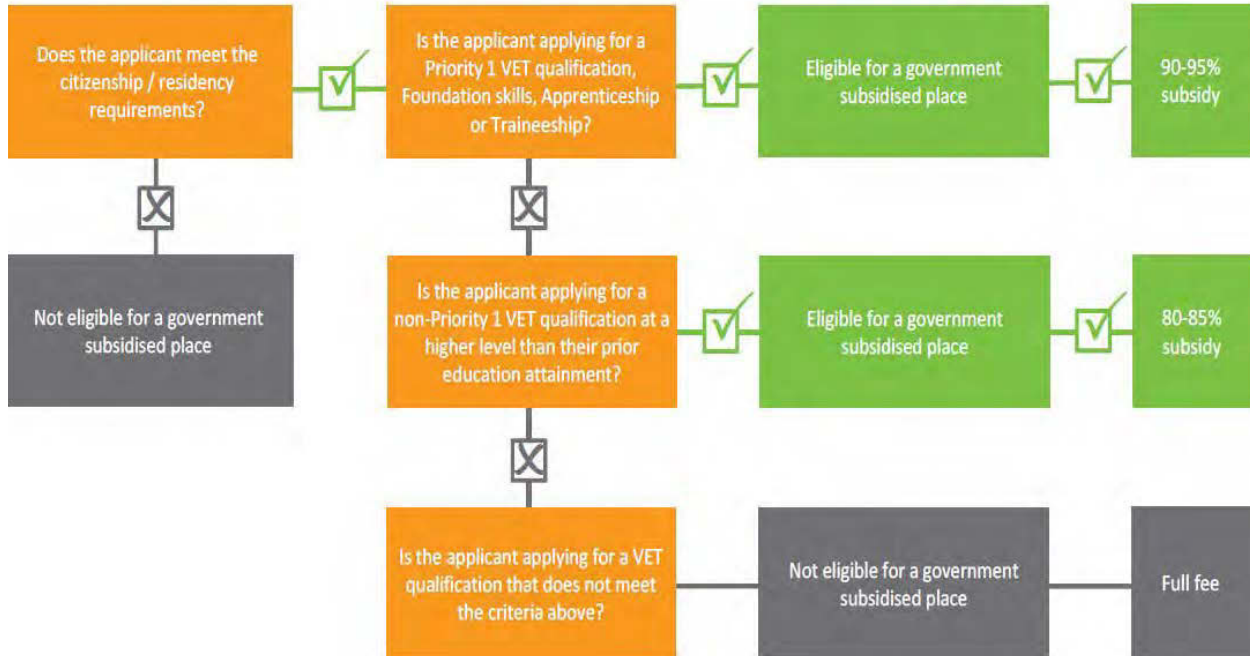 Does the applicant meet the
citizenship / residency
requirements?
Is the applicant applying for a
Priority 1 VET qualification,
Foundation skills, Apprenticeship
or Traineeship?
Eligible for a government
subsidised place
90-95%
subsidy
Not eligible for a government
subsidised place
Is the applicant applying for a
non-Priority 1 VET qualification at a
higher level than their prior
education attainment?
Eligible for a government
subsidised place
80-85%
subsidy
Is the applicant applying for a VET
qualification that does not meet
the criteria above?
Not eligible for a government
subsidised place
Full fee